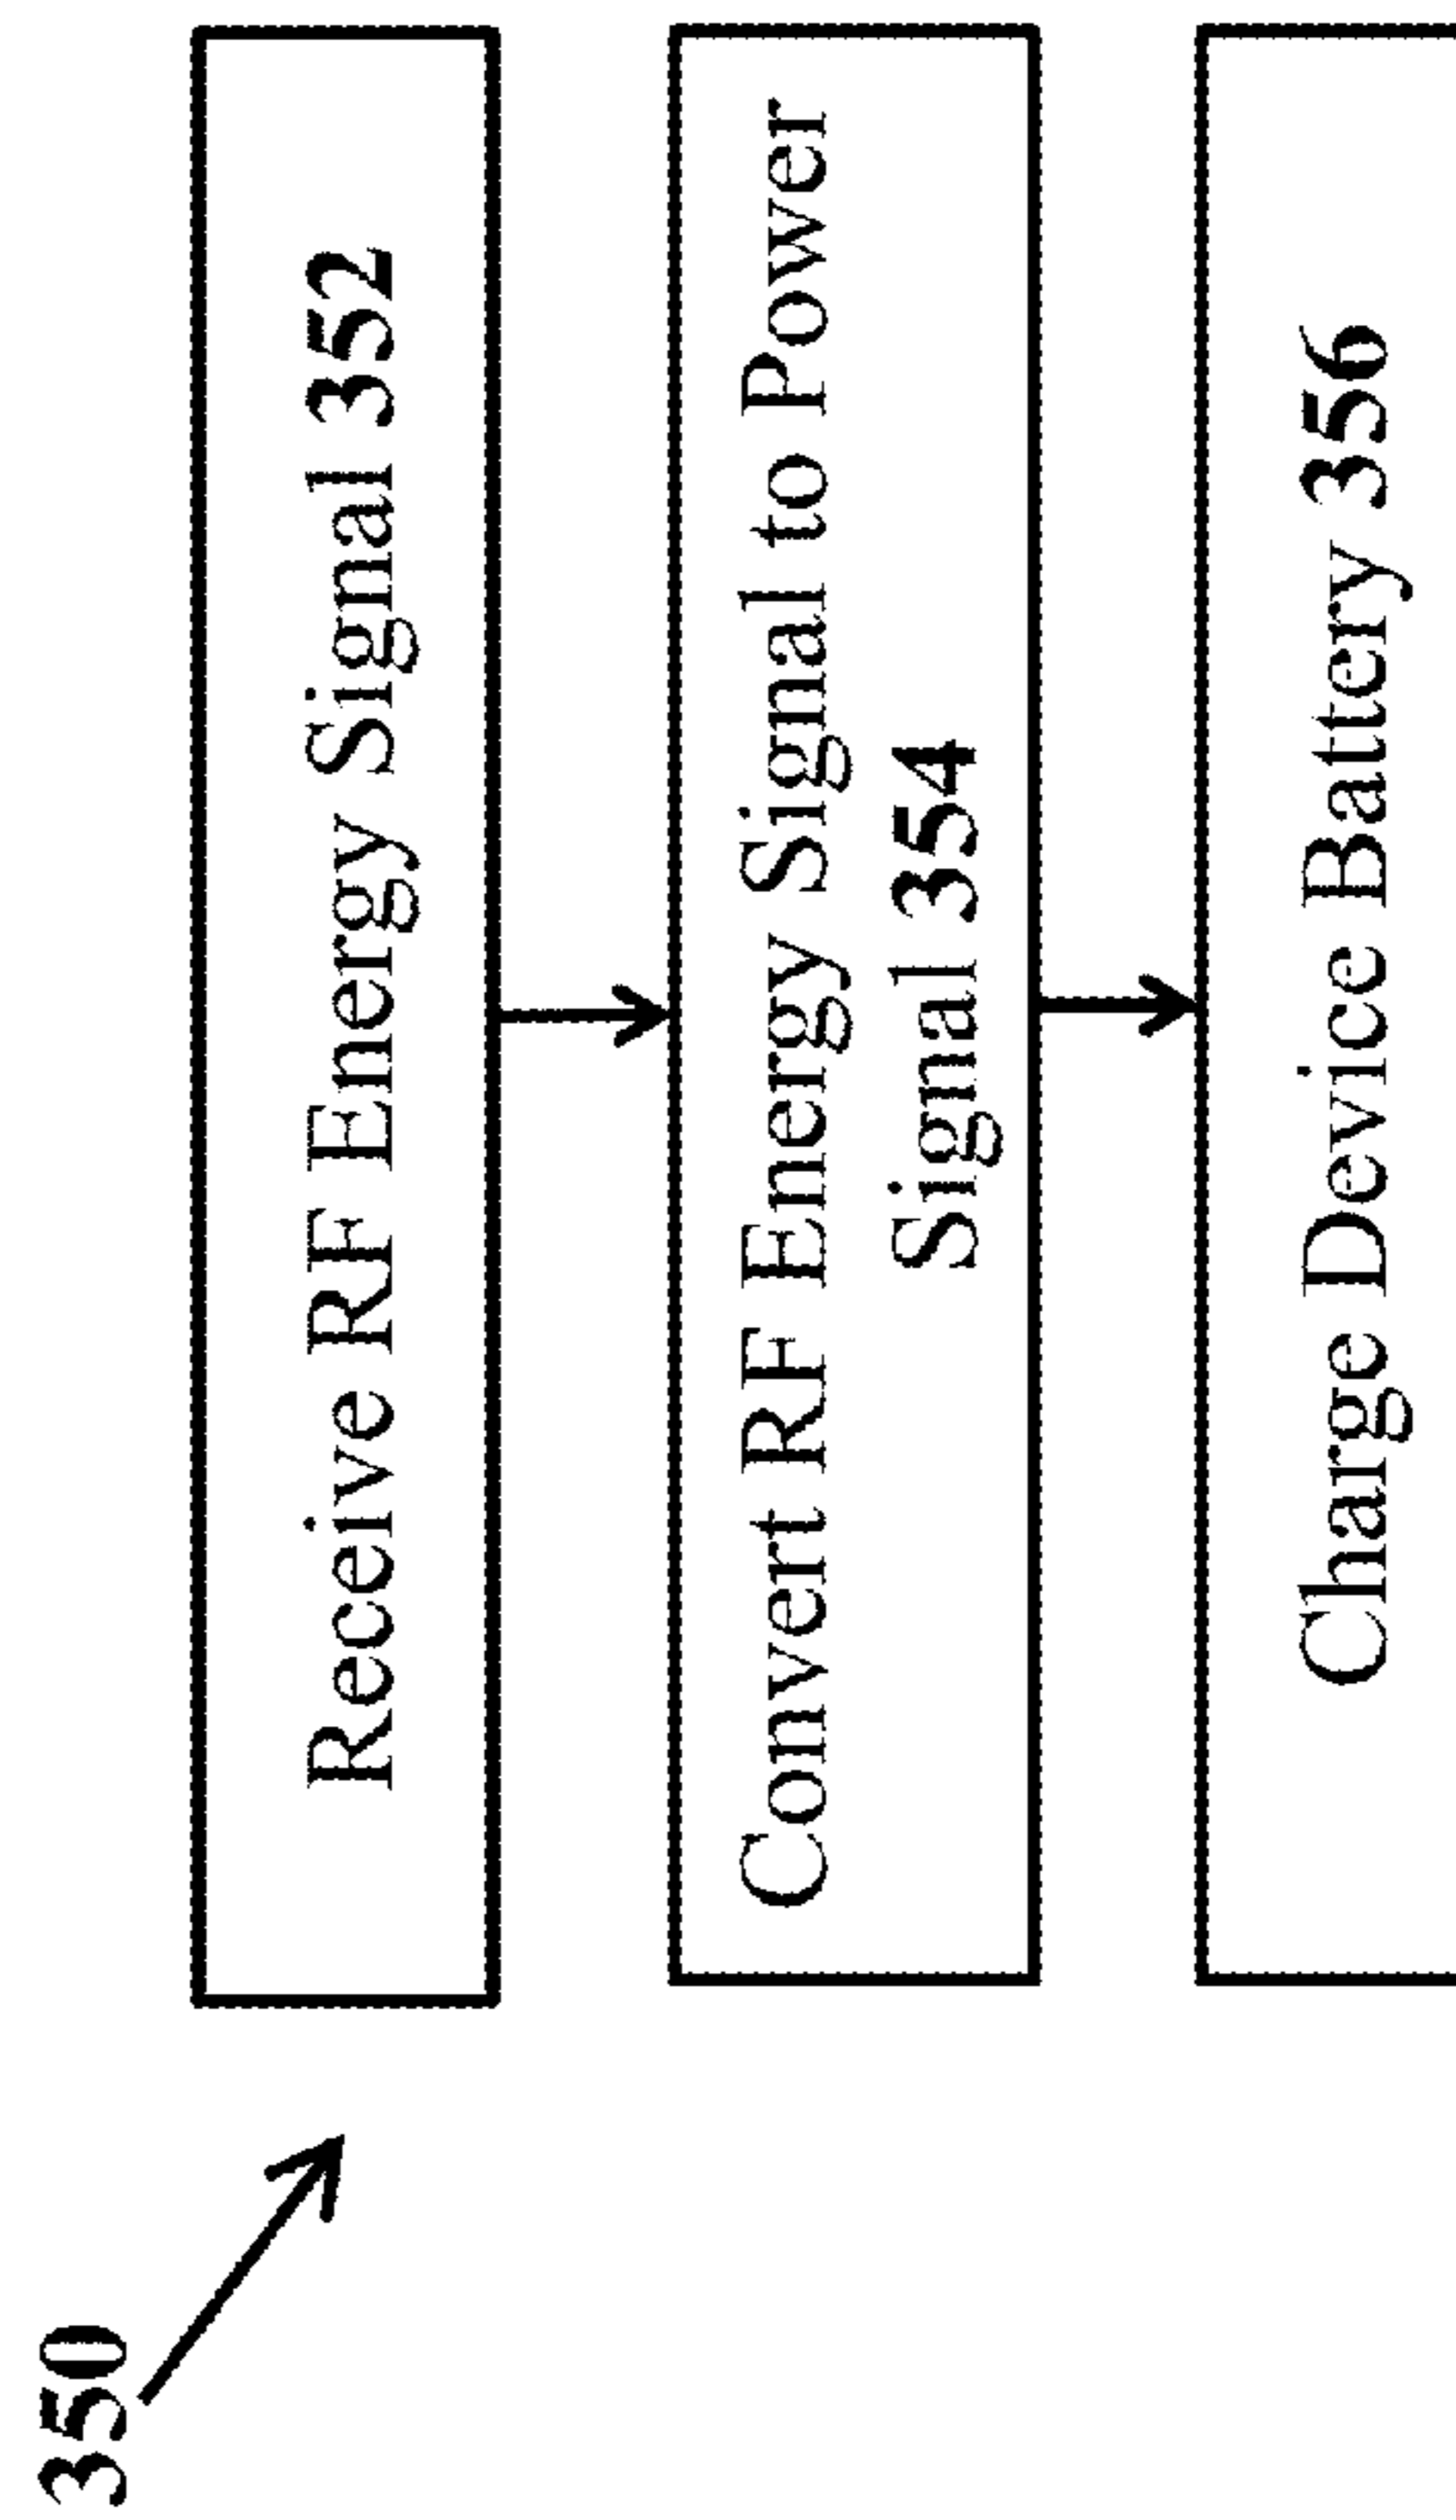 350
Receive RF Energy Signal 352
Convert RF Energy Signal to Power
Signal 354
Charge Device Battery 356